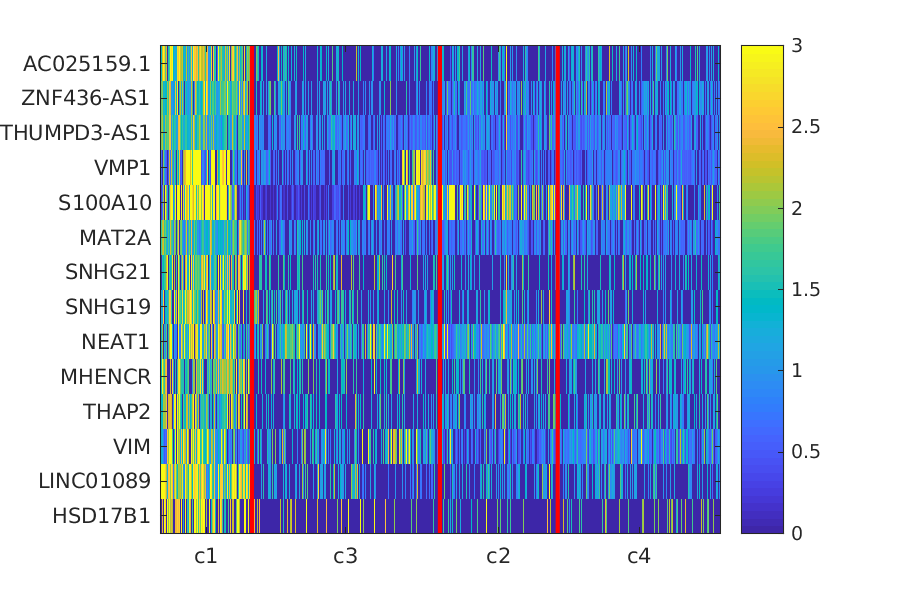 AC025159.1
ZNF436-AS1
THUMPD3-AS1
VMP1
S100A10
MAT2A
SNHG21
SNHG19
NEAT1
MHENCR
THAP2
VIM
LINC01089
HSD17B1
c1 c3 c2 c4
3
2.5
2
1.5
1
0.5
0